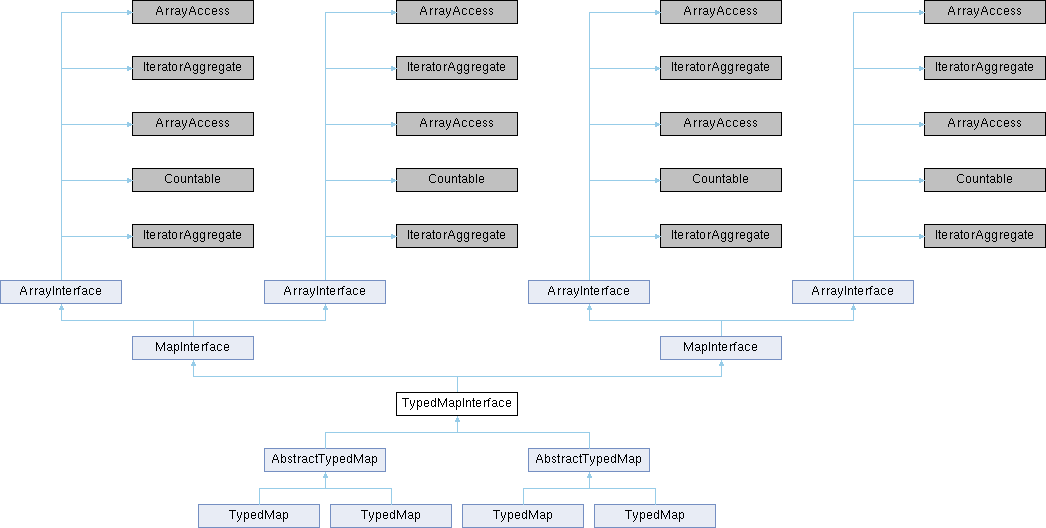 ArrayAccess ArrayAccess ArrayAccess ArrayAccess
IteratorAggregate IteratorAggregate IteratorAggregate IteratorAggregate
ArrayAccess ArrayAccess ArrayAccess ArrayAccess
Countable Countable Countable Countable
IteratorAggregate IteratorAggregate IteratorAggregate IteratorAggregate
ArrayInterface ArrayInterface ArrayInterface ArrayInterface
MapInterface MapInterface
TypedMapInterface
AbstractTypedMap AbstractTypedMap
TypedMap TypedMap TypedMap TypedMap